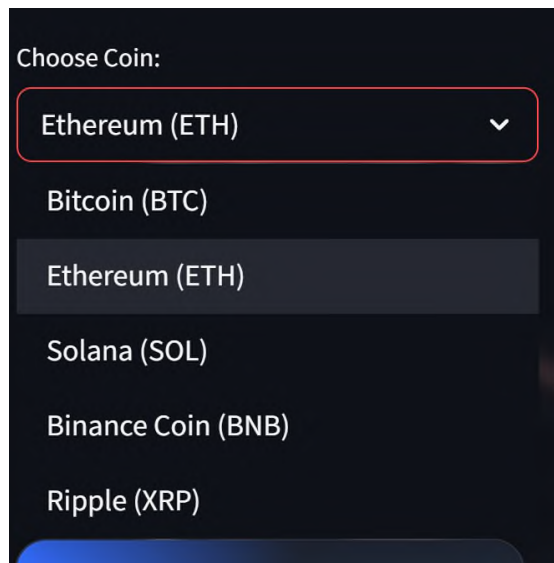 Choose Coin:
Ethereum (ETH)
Bitcoin (BTC)
Ethereum (ETH)
Solana (SOL)
Binance Coin (BNB)
Ripple (XRP)